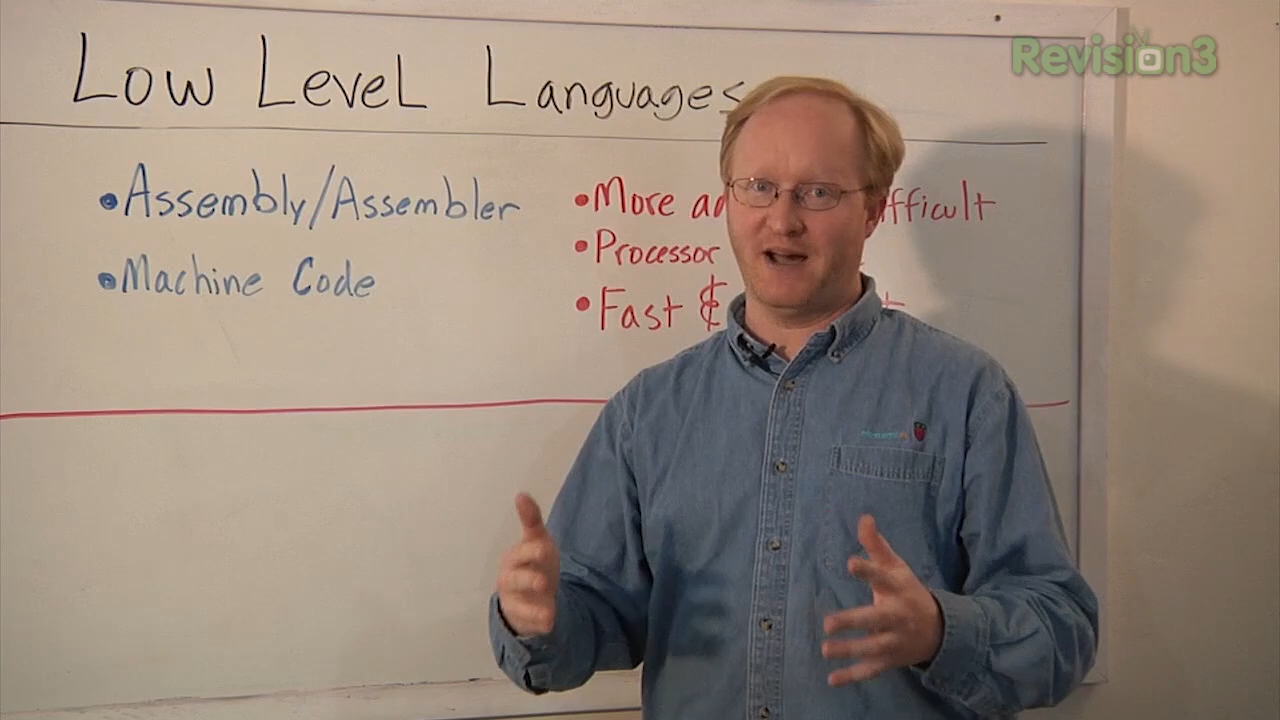 Revision3
Low Level Languages
•Assembly/Assembler
•Machine Code
•More
•Processor
•Fast &